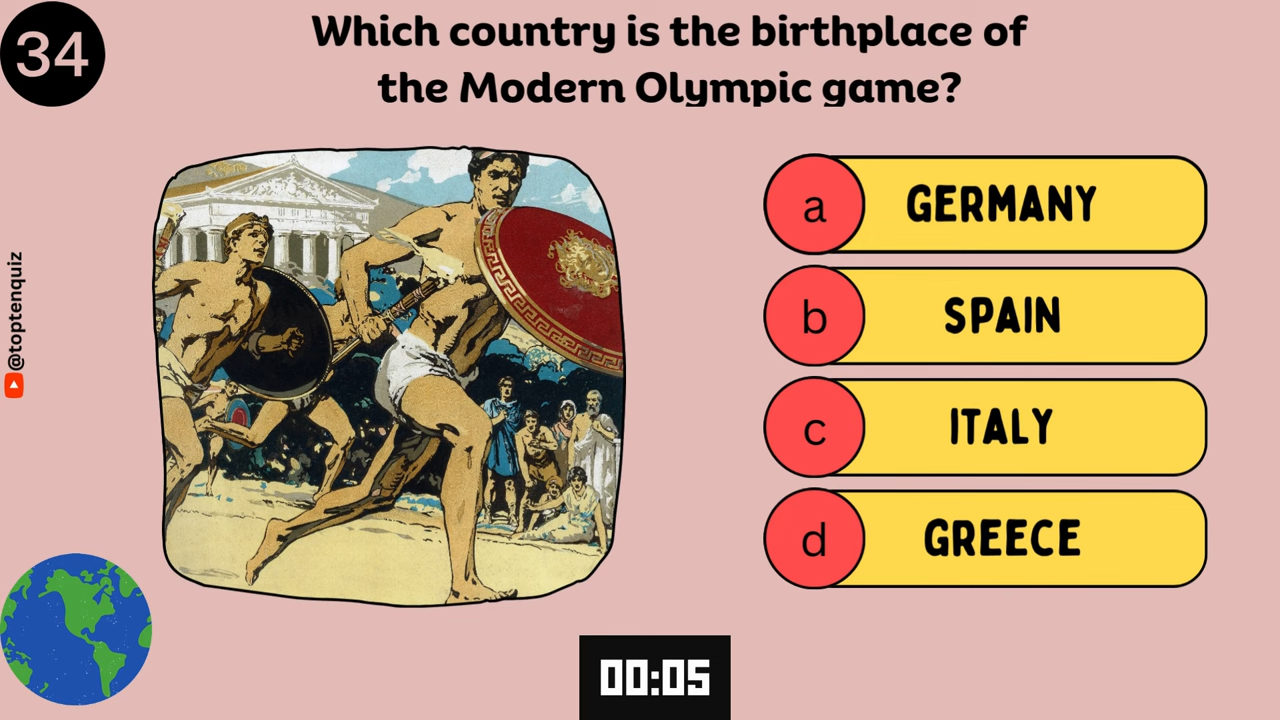 34
Which country is the birthplace of
the Modern Olympic game?
a GERMANY
b SPAIN
c ITALY
d GREECE
@toptenquiz
00:05